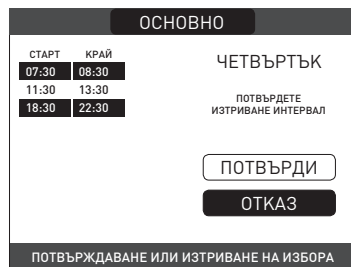 ОСНОВНО
СТАРТ КРАЙ
07:30 08:30
11:30 13:30
18:30 22:30
ЧЕТВЪРТЪК
ПОТВЪРДЕТЕ
ИЗТРИВАНЕ ИНТЕРВАЛ
ПОТВЪРДИ
ОТКАЗ
ПОТВЪРЖДАВАНЕ ИЛИ ИЗТРИВАНЕ НА ИЗБОРА